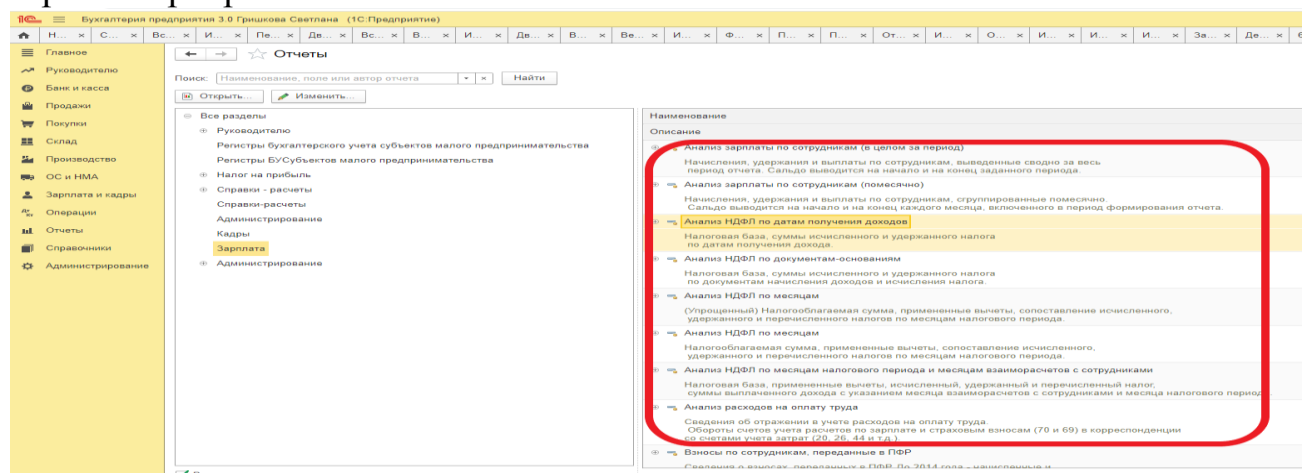 1С Бухгалтерия предприятия 3.0 Гришкова Светлана (1С:Предприятие)
Н... × С... × Вс... × И... × Пе... × Дв... × Вс... × В... × И... × Дв... × В... × Ве... × И... × Ф... × П... × П... × От... × И... × О... × И... × И... × И... × За... × Де... ×
Главное
Руководителю
Банк и касса
Продажи
Покупки
Склад
Производство
ОС и НМА
Зарплата и кадры
Операции
Отчеты
Справочники
Администрирование
Отчеты
Поиск: Наименование, поле или автор отчета × Найти
Открыть... Изменить...
Все разделы
Руководителю
Регистры бухгалтерского учета субъектов малого предпринимательства
Регистры БУСубъектов малого предпринимательства
Налог на прибыль
Справки - расчеты
Справки-расчеты
Администрирование
Кадры
Зарплата
Администрирование
Наименование
Описание
Анализ зарплаты по сотрудникам (в целом за период)
Начисления, удержания и выплаты по сотрудникам, выведенные сводно за весь
период отчета. Сальдо выводится на начало и на конец заданного периода.
Анализ зарплаты по сотрудникам (помесячно)
Начисления, удержания и выплаты по сотрудникам, сгруппированные помесячно.
Сальдо выводится на начало и на конец каждого месяца, включенного в период формирования отчета.
Анализ НДФЛ по датам получения доходов
Налоговая база, суммы исчисленного и удержанного налога
по датам получения дохода.
Анализ НДФЛ по документам-основаниям
Налоговая база, суммы исчисленного и удержанного налога
по документам начисления доходов и исчисления налога.
Анализ НДФЛ по месяцам
(Упрощенный) Налогооблагаемая сумма, примененные вычеты, сопоставление исчисленного,
удержанного и перечисленного налогов по месяцам налогового периода.
Анализ НДФЛ по месяцам
Налогооблагаемая сумма, примененные вычеты, сопоставление исчисленного,
удержанного и перечисленного налогов по месяцам налогового периода.
Анализ НДФЛ по месяцам налогового периода и месяцам взаиморасчетов с сотрудниками
Налоговая база, примененные вычеты, исчисленный, удержанный и перечисленный налог,
суммы выплаченного дохода с указанием месяца взаиморасчетов с сотрудниками и месяца налогового период
Анализ расходов на оплату труда
Сведения об отражении в учете расходов на оплату труда.
Обороты счетов учета расчетов по зарплате и страховым взносам (70 и 69) в корреспонденции
со счетами учета затрат (20, 26, 44 и т.д.).
Взносы по сотрудникам, переданные в ПФР